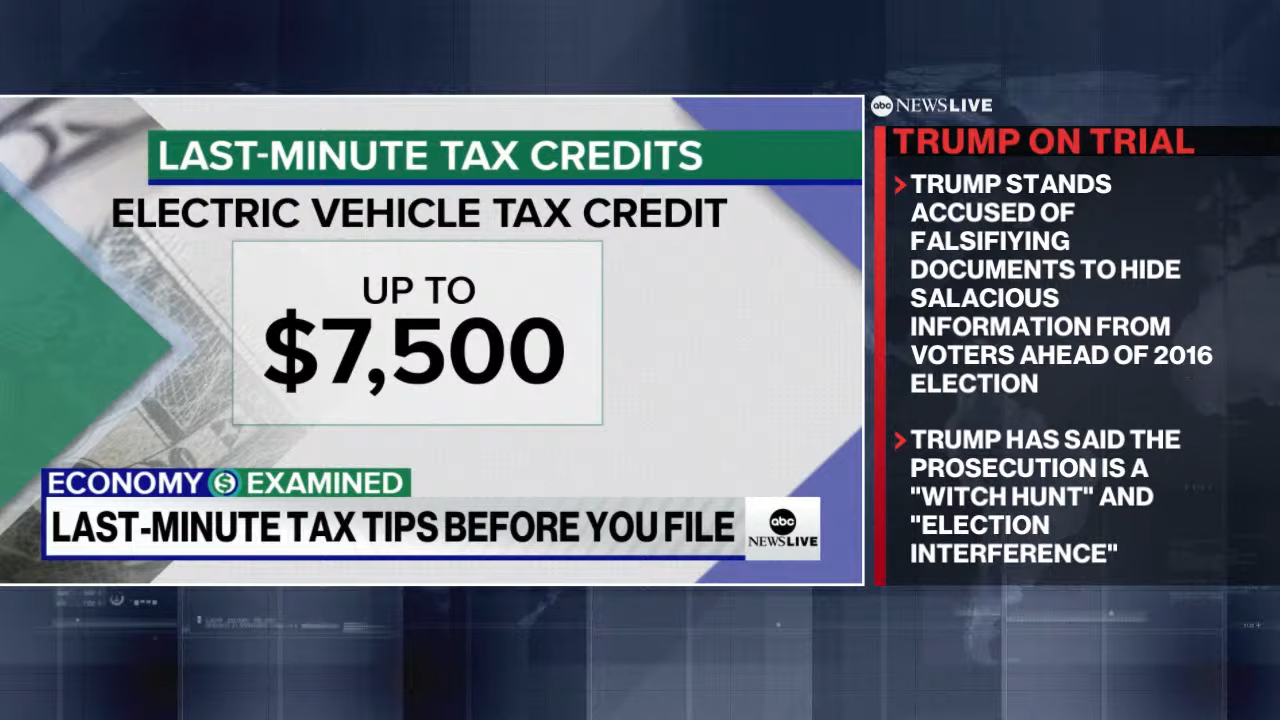 LAST-MINUTE TAX CREDITS
ELECTRIC VEHICLE TAX CREDIT
UP TO
$7,500
ECONOMY $ EXAMINED
LAST-MINUTE TAX TIPS BEFORE YOU FILE
abc
NEWSLIVE
abc NEWSLIVE
TRUMP ON TRIAL
TRUMP STANDS
ACCUSED OF
FALSIFIYING
DOCUMENTS TO HIDE
SALACIOUS
INFORMATION FROM
VOTERS AHEAD OF 2016
ELECTION
TRUMP HAS SAID THE
PROSECUTION IS A
"WITCH HUNT" AND
"ELECTION
INTERFERENCE"